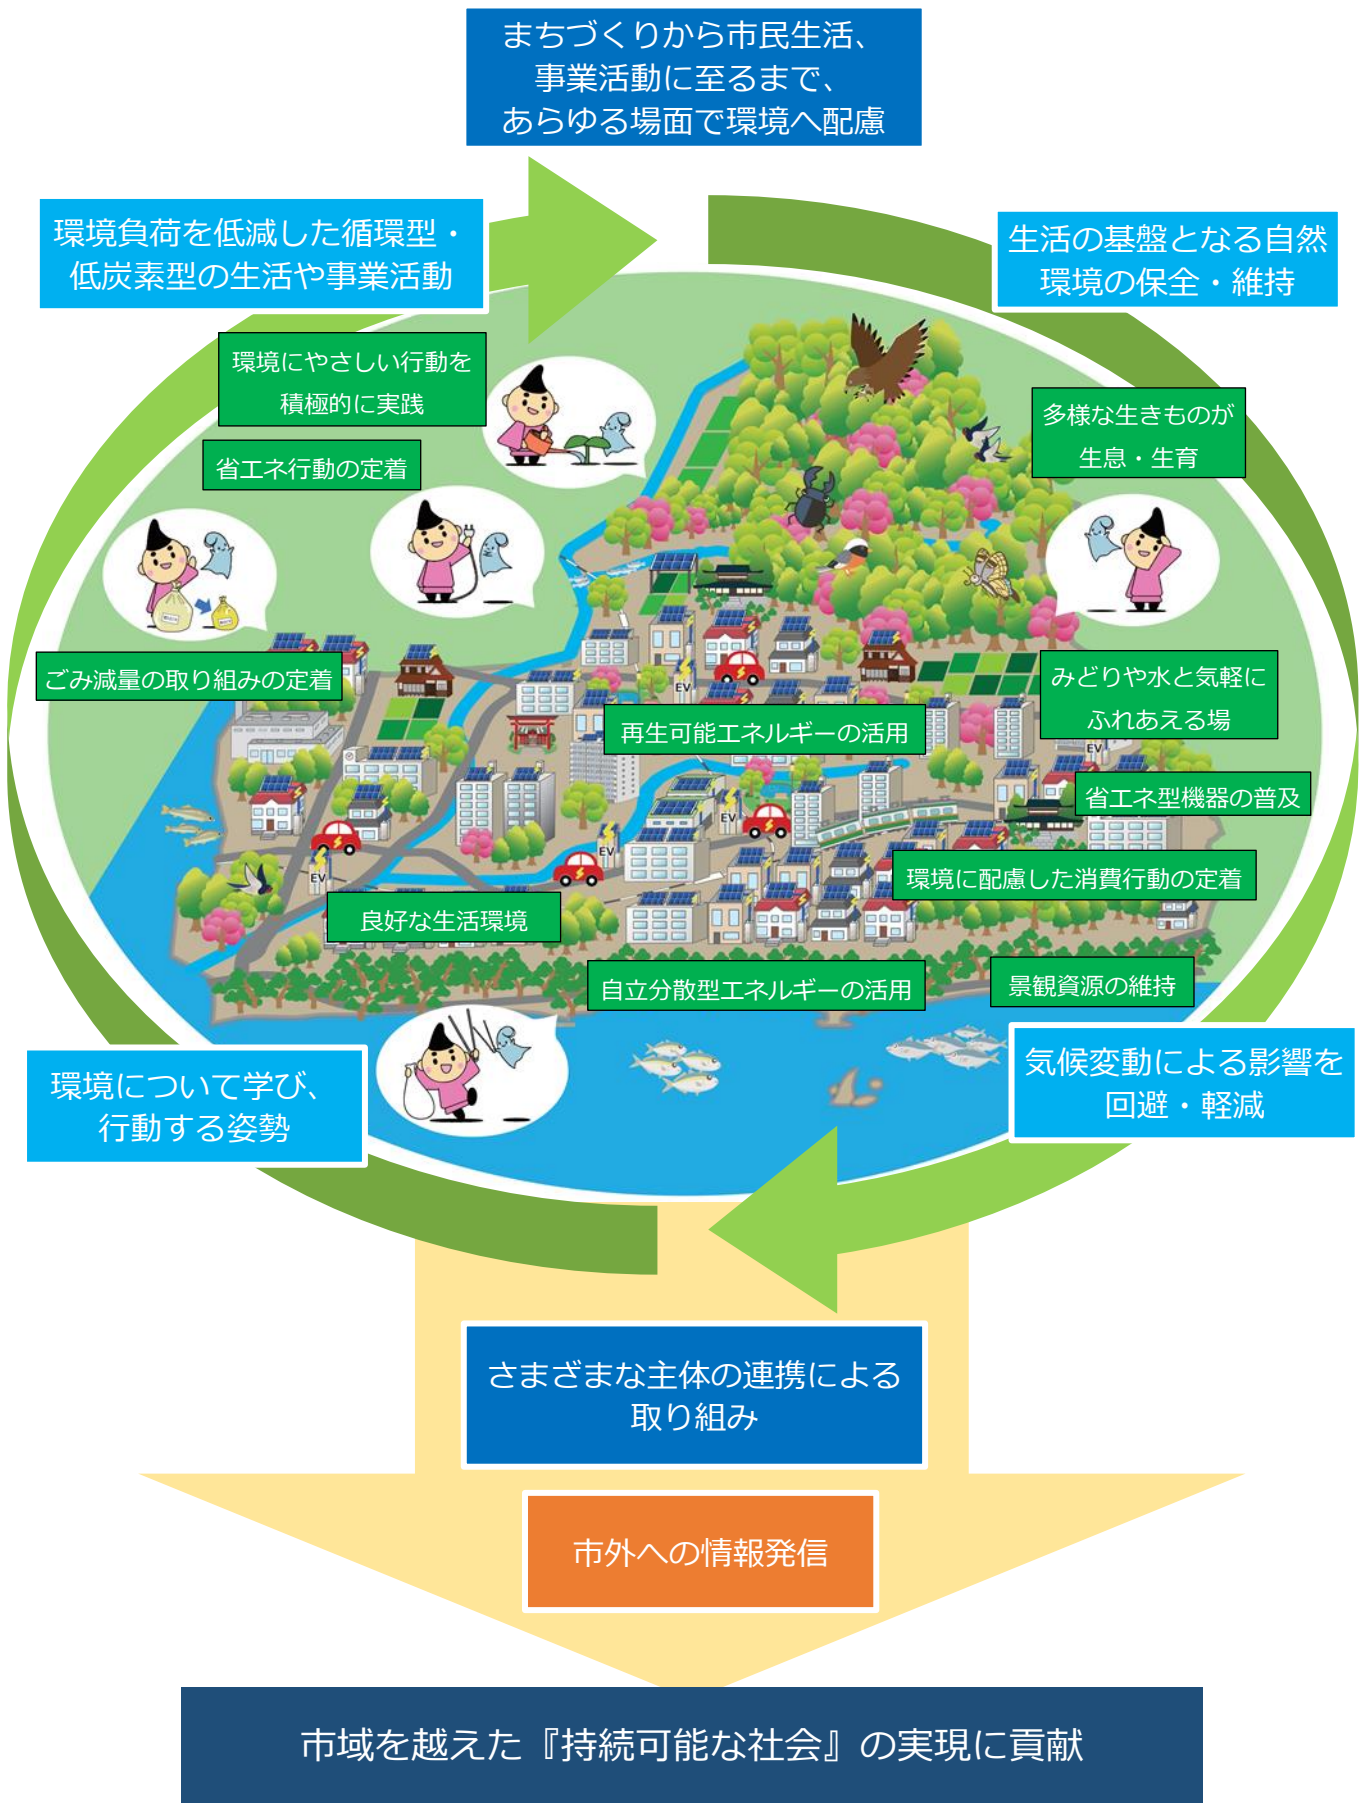 まちづくりから市民生活、
事業活動に至るまで、
あらゆる場面で環境へ配慮
環境負荷を低減した循環型・
低炭素型の生活や事業活動
生活の基盤となる自然
環境の保全・維持
環境にやさしい行動を
積極的に実践
省エネ行動の定着
多様な生きものが
生息・生育
ごみ減量の取り組みの定着
みどりや水と気軽に
ふれあえる場
EV
再生可能エネルギーの活用
EV
省エネ型機器の普及
EV
EV
EV
環境に配慮した消費行動の定着
良好な生活環境
自立分散型エネルギーの活用
景観資源の維持
環境について学び、
行動する姿勢
気候変動による影響を
回避・軽減
さまざまな主体の連携による
取り組み
市外への情報発信
市域を越えた『持続可能な社会』の実現に貢献